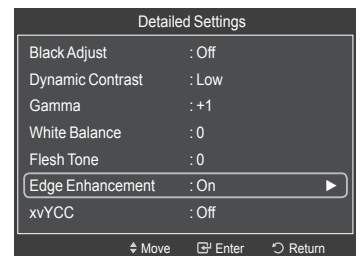 Detailed Settings
Black Adjust : Off
Dynamic Contrast : Low
Gamma : +1
White Balance : 0
Flesh Tone : 0
Edge Enhancement : On ►
xvYCC : Off
Move Enter Return